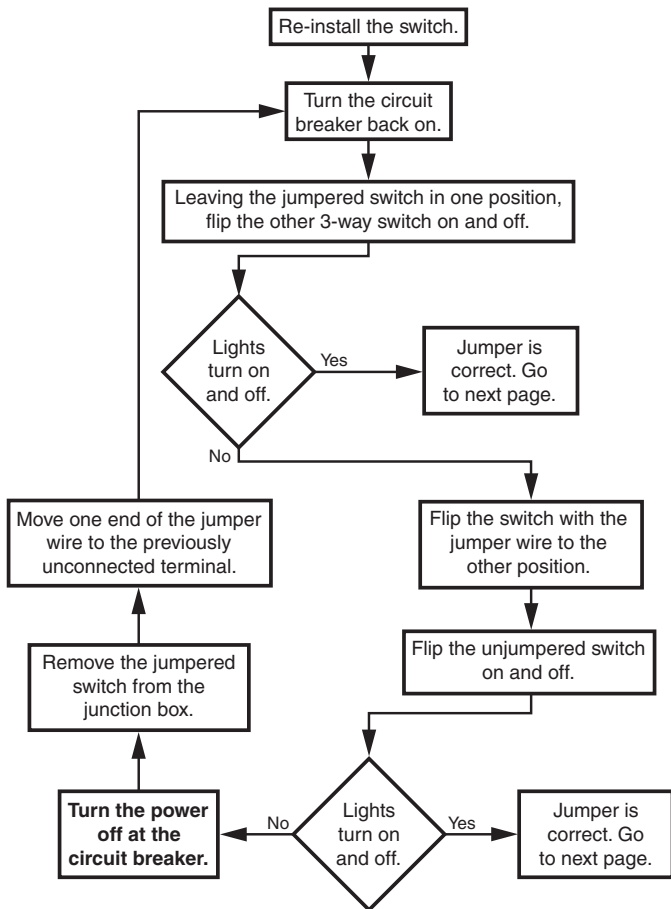 Re-install the switch.
Turn the circuit
breaker back on.
Leaving the jumpered switch in one position,
flip the other 3-way switch on and off.
Lights
turn on
and off.
Yes
Jumper is
correct. Go
to next page.
No
Flip the switch with the
jumper wire to the
other position.
Flip the unjumpered switch
on and off.
Lights
turn on
and off.
Yes
Jumper is
correct. Go
to next page.
No
Turn the power
off at the
circuit breaker.
Remove the jumpered
switch from the
junction box.
Move one end of the jumper
wire to the previously
unconnected terminal.